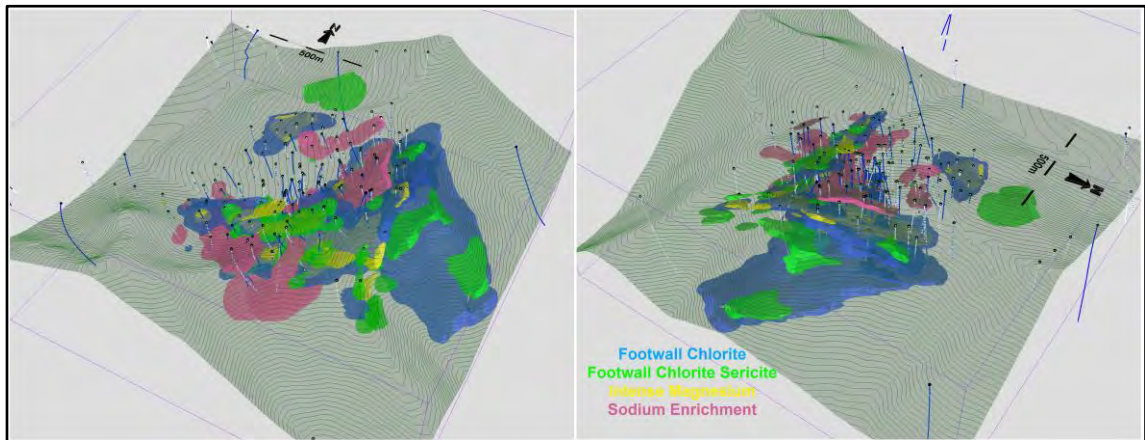 N
500m
500m
N
Footwall Chlorite
Footwall Chlorite Sericite
Intense Magnesium
Sodium Enrichment